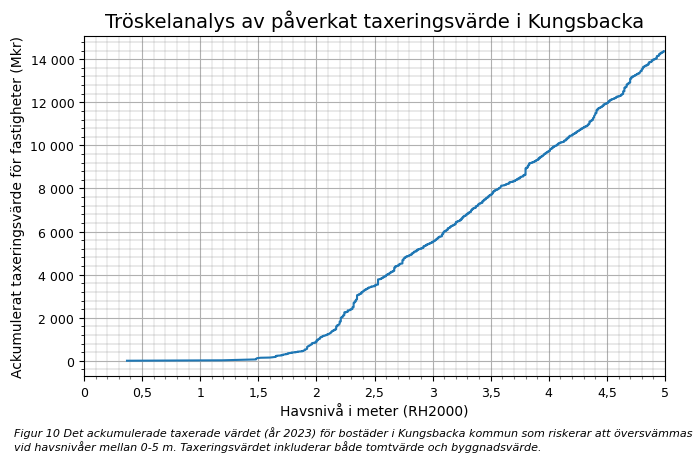 Tröskelanalys av påverkat taxeringsvärde i Kungsbacka
Ackumulerat taxeringsvärde för fastigheter (Mkr)
14 000
12 000
10 000
8 000
6 000
4 000
2 000
0
0 0,5 1 1,5 2 2,5 3 3,5 4 4,5 5
Havsnivå i meter (RH2000)
Figur 10 Det ackumulerade taxerade värdet (år 2023) för bostäder i Kungsbacka kommun som riskerar att översvämmas
vid havsnivåer mellan 0-5 m. Taxeringsvärdet inkluderar både tomtvärde och byggnadsvärde.